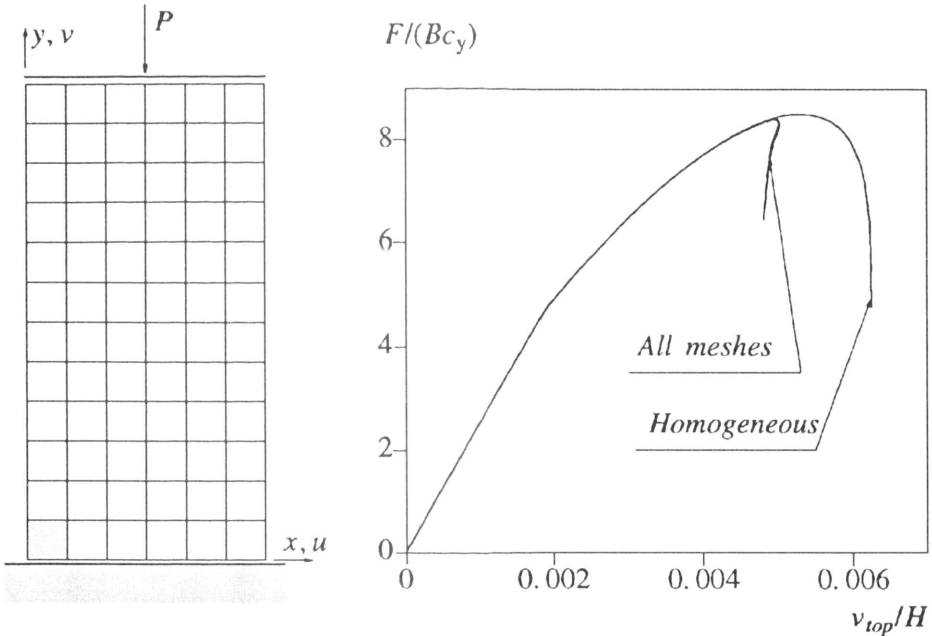 y, v
P
x, u
F/(Bc_y)
8
6
4
2
0
0
0.002
0.004
0.006
All meshes
Homogeneous
v_top/H